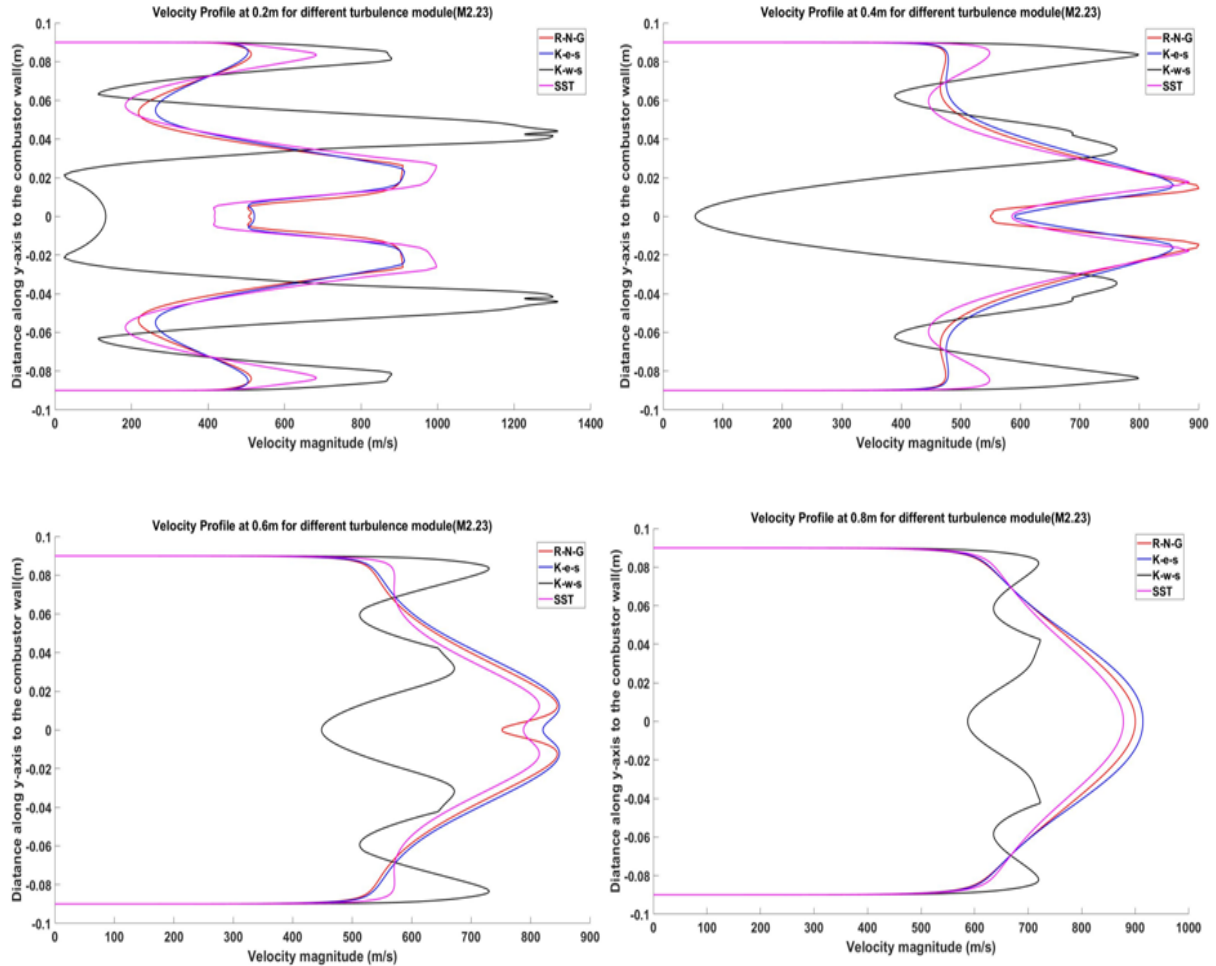 Velocity Profile at 0.2m for different turbulence module(M2.23)
Diatance along y-axis to the combustor wall(m)
0.1
0.08
0.06
0.04
0.02
0
-0.02
-0.04
-0.06
-0.08
-0.1
R-N-G
K-e-s
K-w-s
SST
0 200 400 600 800 1000 1200 1400
Velocity magnitude (m/s)
Velocity Profile at 0.4m for different turbulence module(M2.23)
Diatance along y-axis to the combustor wall(m)
0.1
0.08
0.06
0.04
0.02
0
-0.02
-0.04
-0.06
-0.08
-0.1
R-N-G
K-e-s
K-w-s
SST
0 100 200 300 400 500 600 700 800 900
Velocity magnitude (m/s)
Velocity Profile at 0.6m for different turbulence module(M2.23)
Diatance along y-axis to the combustor wall(m)
0.1
0.08
0.06
0.04
0.02
0
-0.02
-0.04
-0.06
-0.08
-0.1
R-N-G
K-e-s
K-w-s
SST
0 100 200 300 400 500 600 700 800 900
Velocity magnitude (m/s)
Velocity Profile at 0.8m for different turbulence module(M2.23)
Diatance along y-axis to the combustor wall(m)
0.1
0.08
0.06
0.04
0.02
0
-0.02
-0.04
-0.06
-0.08
-0.1
R-N-G
K-e-s
K-w-s
SST
0 100 200 300 400 500 600 700 800 900 1000
Velocity magnitude (m/s)